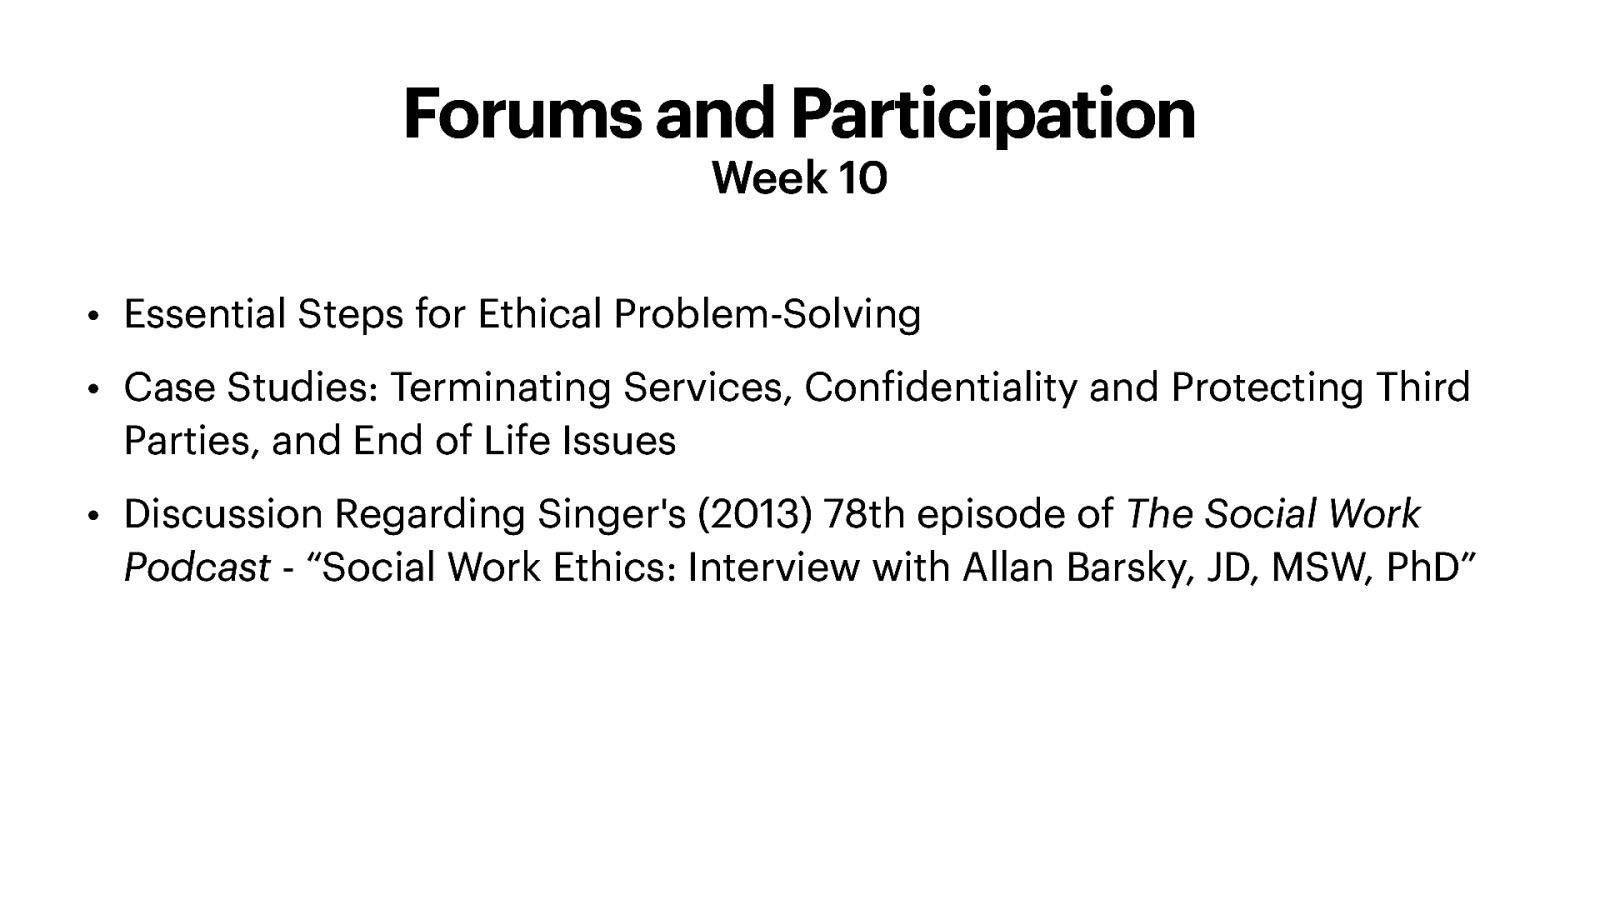 Forums and Participation
Week 10
• Essential Steps for Ethical Problem-Solving
• Case Studies: Terminating Services, Confidentiality and Protecting Third
Parties, and End of Life Issues
• Discussion Regarding Singer's (2013) 78th episode of The Social Work
Podcast - “Social Work Ethics: Interview with Allan Barsky, JD, MSW, PhD”